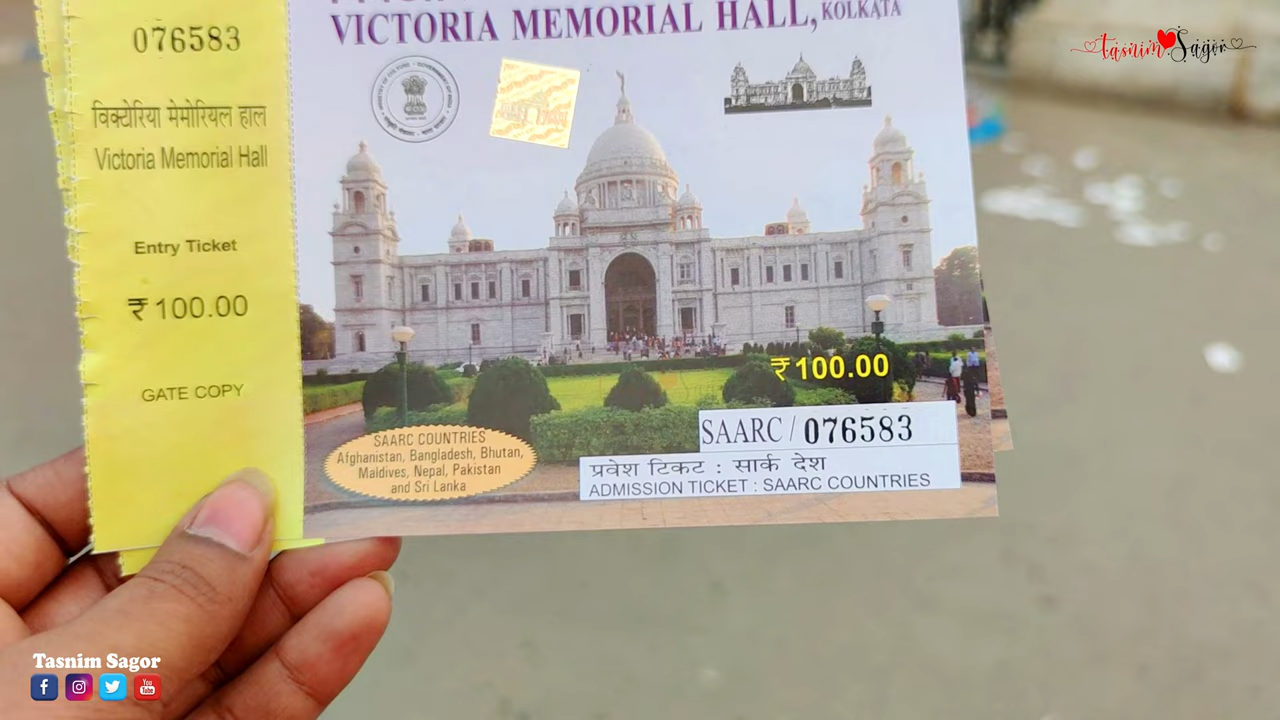 076583
विक्टोरिया मेमोरियल हाल
Victoria Memorial Hall
Entry Ticket
₹ 100.00
GATE COPY
VICTORIA MEMORIAL HALL, KOLKATA
₹ 100.00
SAARC COUNTRIES
Afghanistan, Bangladesh, Bhutan,
Maldives, Nepal, Pakistan
and Sri Lanka
SAARC / 076583
प्रवेश टिकट : सार्क देश
ADMISSION TICKET : SAARC COUNTRIES
Tasnim Sagor
Tasnim Sagor
f
You
Tube